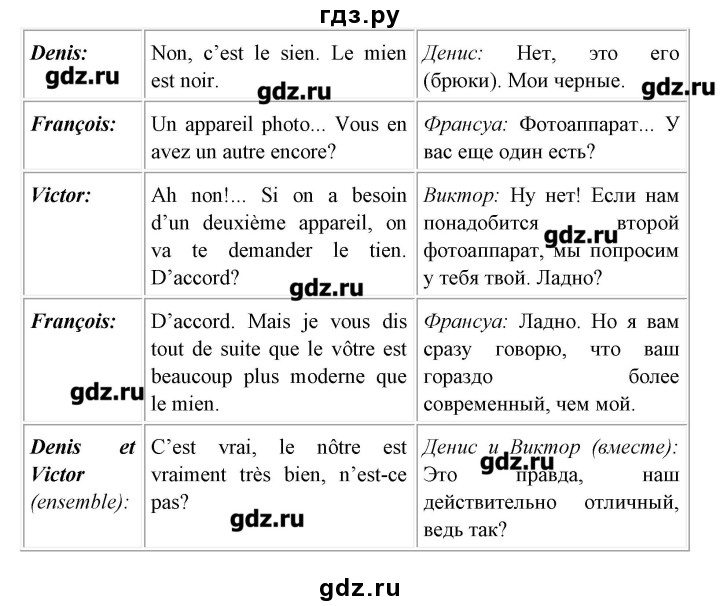 гдз.ру
Denis:
Non, c’est le sien. Le mien
est noir.
Денис: Нет, это его
(брюки). Мои черные.
gdz.ru
gdz.ru
gdz.ru
François:
Un appareil photo... Vous en
avez un autre encore?
Франсуа: Фотоаппарат... У
вас еще один есть?
Victor:
Ah non!... Si on a besoin
d’un deuxième appareil, on
va te demander le tien.
D’accord?
Виктор: Ну нет! Если нам
понадобится второй
фотоаппарат, мы попросим
у тебя твой. Ладно?
gdz.ru
gdz.ru
François:
D’accord. Mais je vous dis
tout de suite que le vôtre est
beaucoup plus moderne que
le mien.
Франсуа: Ладно. Но я вам
сразу говорю, что ваш
гораздо более
современный, чем мой.
gdz.ru
Denis et
Victor
(ensemble):
C’est vrai, le nôtre est
vraiment très bien, n’est-ce
pas?
Денис и Виктор (вместе):
Это правда, наш
действительно отличный,
ведь так?
gdz.ru
gdz.ru
gdz.ru